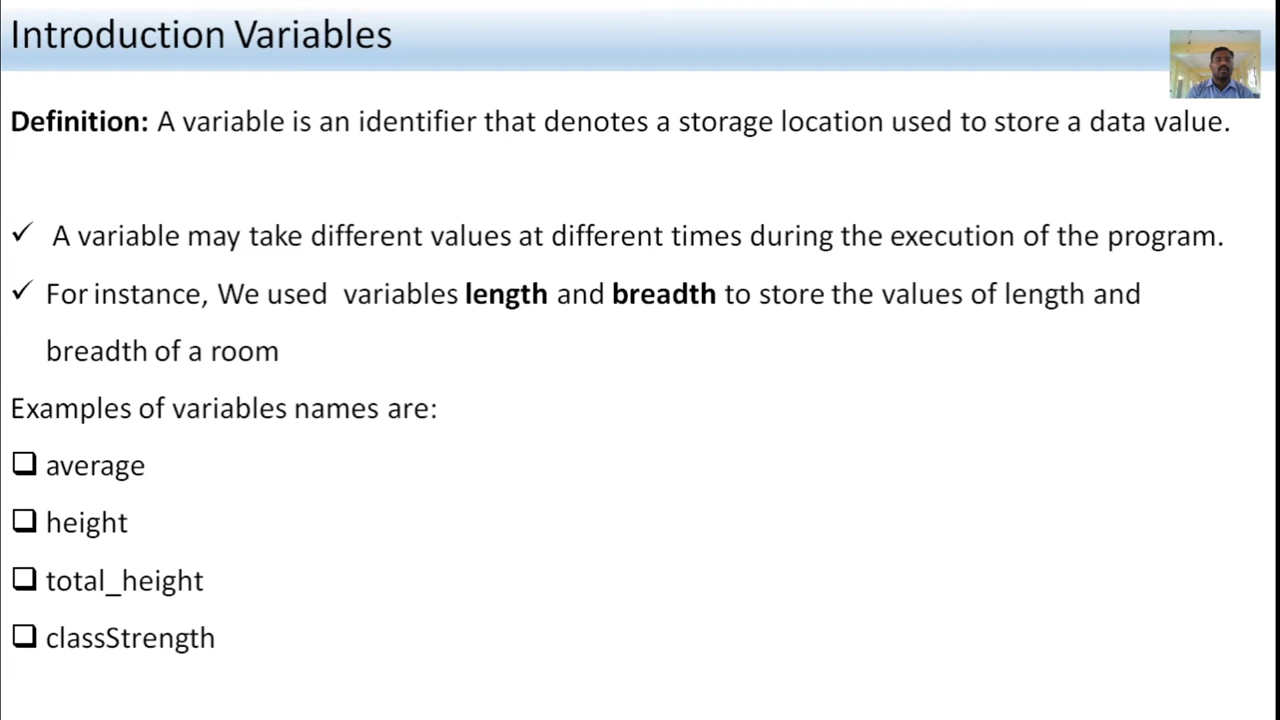 Introduction Variables
Definition: A variable is an identifier that denotes a storage location used to store a data value.
✓ A variable may take different values at different times during the execution of the program.
✓ For instance, We used variables length and breadth to store the values of length and
breadth of a room
Examples of variables names are:
❑ average
❑ height
❑ total_height
❑ classStrength